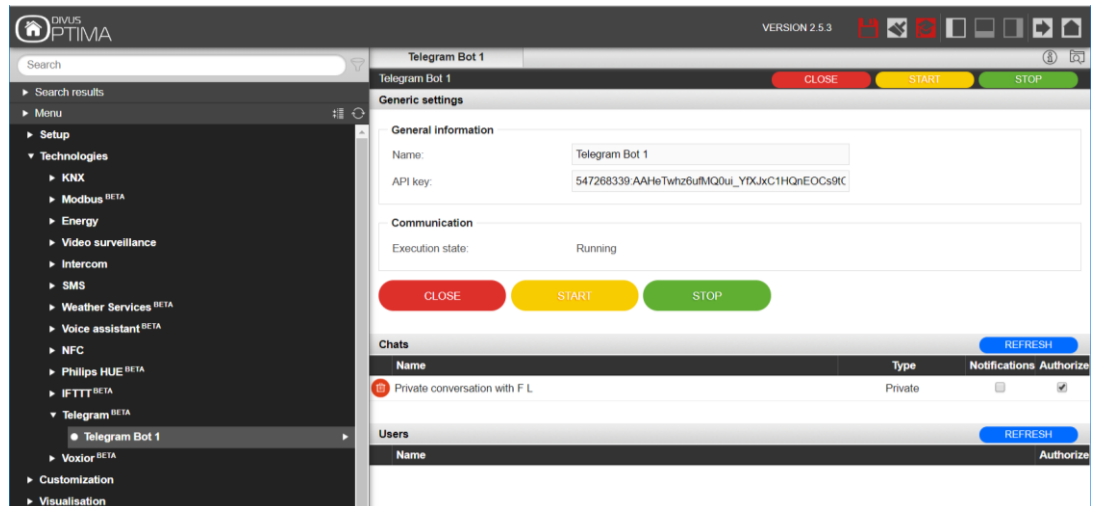 DIVUS
OPTIMA
VERSION 2.5.3
Search
Search results
Menu
Setup
Technologies
KNX
Modbus BETA
Energy
Video surveillance
Intercom
SMS
Weather Services BETA
Voice assistant BETA
NFC
Philips HUE BETA
IFTTT BETA
Telegram BETA
Telegram Bot 1
Voxior BETA
Customization
Visualisation
Telegram Bot 1
Telegram Bot 1 CLOSE START STOP
Generic settings
General information
Name: Telegram Bot 1
API key: 547268339:AAHeTwhz6ufMQ0ui_YfXJxC1HQnEOCs9tC
Communication
Execution state: Running
CLOSE START STOP
Chats REFRESH
Name Type Notifications Authorize
Private conversation with F L Private
Users REFRESH
Name Authorize